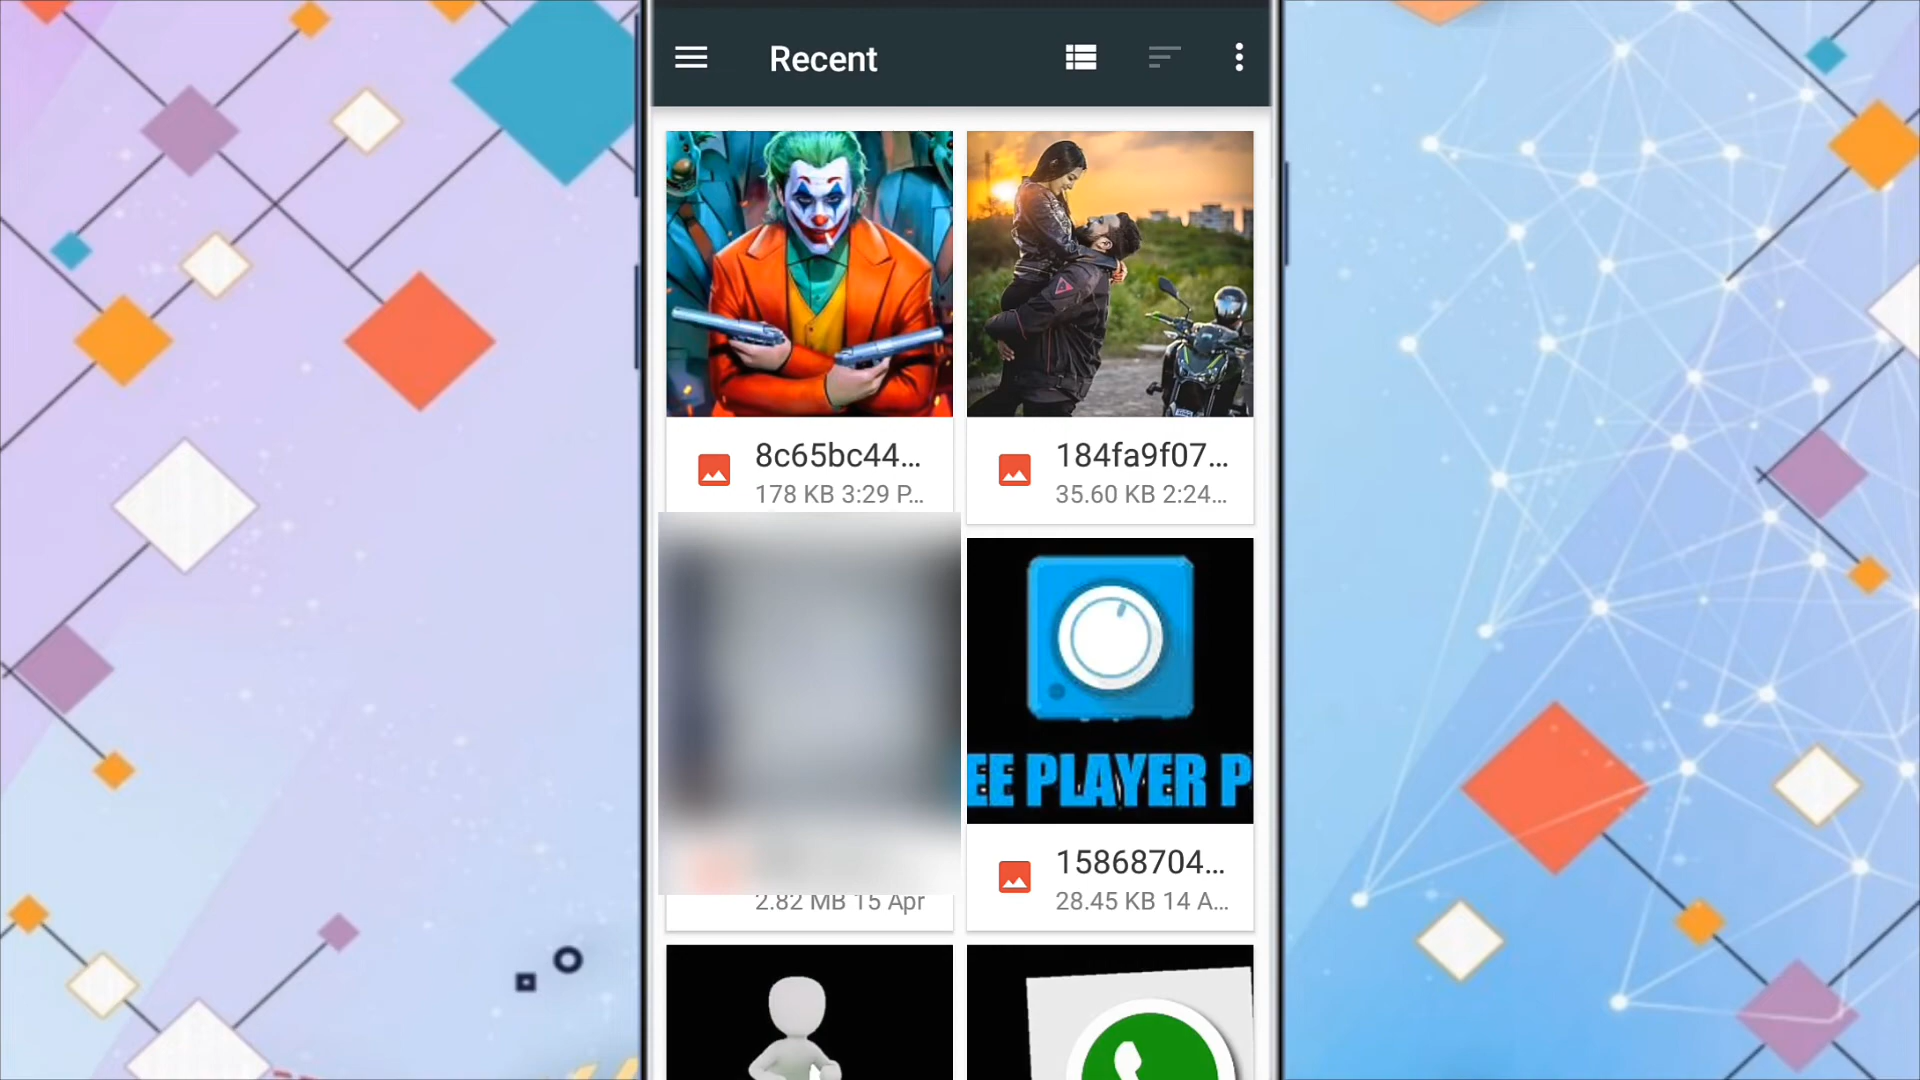 Recent
8c65bc44...
178 KB 3:29 P...
184fa9f07...
35.60 KB 2:24...
EE PLAYER P
2.82 MB 15 Apr
15868704...
28.45 KB 14 A...